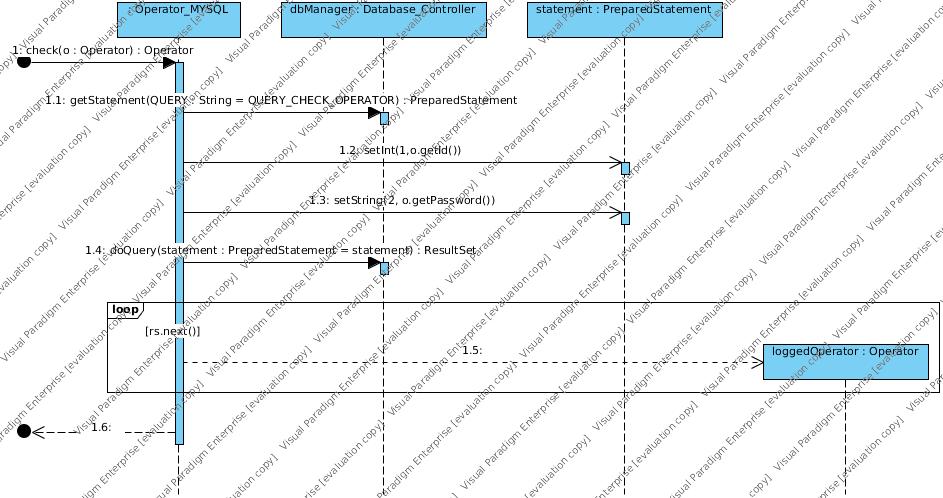 Operator_MYSQL
dbManager : Database_Controller
statement : PreparedStatement
1: check(o : Operator) : Operator
1.1: getStatement(QUERY : String = QUERY_CHECK_OPERATOR) : PreparedStatement
1.2: setInt(1,o.getId())
1.3: setString(2, o.getPassword())
1.4: doQuery(statement : PreparedStatement = statement) : ResultSet
loop
[rs.next()]
1.5:
loggedOperator : Operator
1.6:
Visual Paradigm Enterprise [evaluation copy]